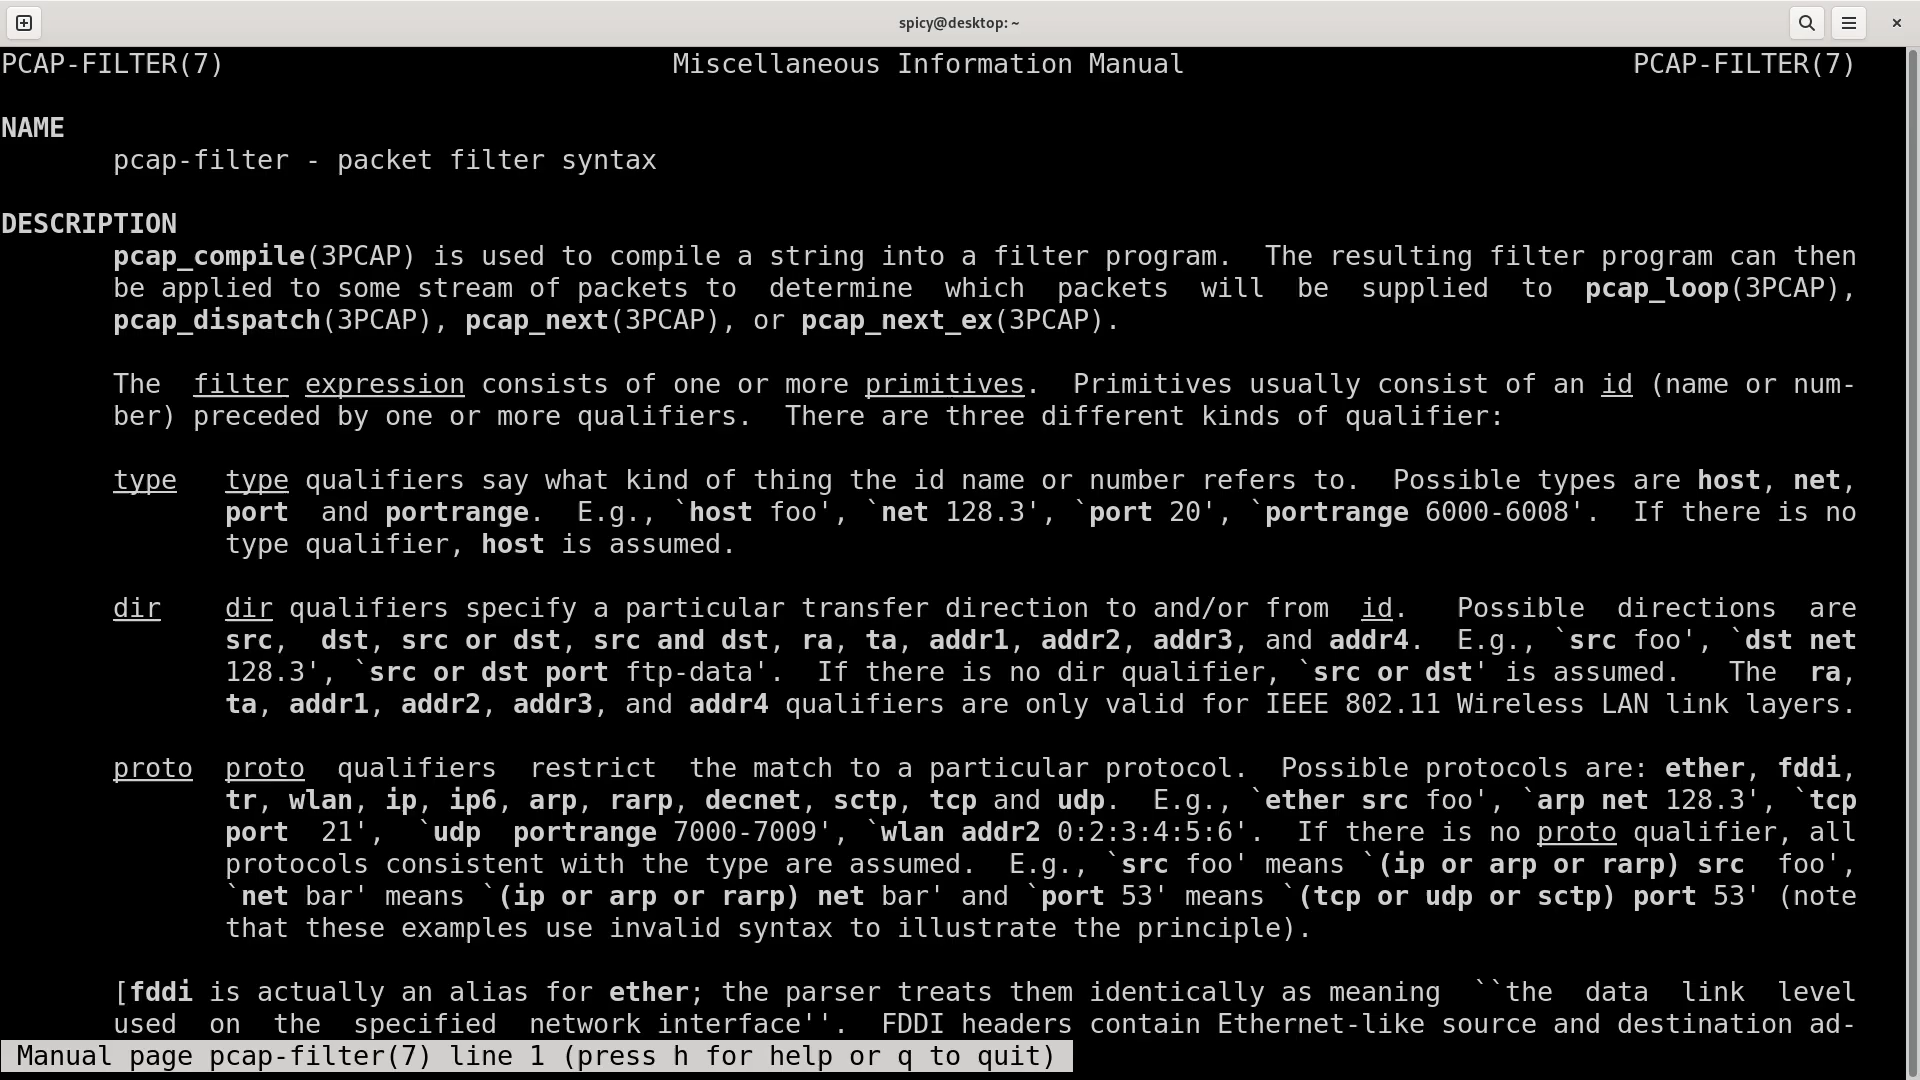 spicy@desktop: ~
PCAP-FILTER(7) Miscellaneous Information Manual PCAP-FILTER(7)
NAME
pcap-filter - packet filter syntax
DESCRIPTION
pcap_compile(3PCAP) is used to compile a string into a filter program. The resulting filter program can then
be applied to some stream of packets to determine which packets will be supplied to pcap_loop(3PCAP),
pcap_dispatch(3PCAP), pcap_next(3PCAP), or pcap_next_ex(3PCAP).
The filter expression consists of one or more primitives. Primitives usually consist of an id (name or num-
ber) preceded by one or more qualifiers. There are three different kinds of qualifier:
type type qualifiers say what kind of thing the id name or number refers to. Possible types are host, net,
port and portrange. E.g., `host foo', `net 128.3', `port 20', `portrange 6000-6008'. If there is no
type qualifier, host is assumed.
dir dir qualifiers specify a particular transfer direction to and/or from id. Possible directions are
src, dst, src or dst, src and dst, ra, ta, addr1, addr2, addr3, and addr4. E.g., `src foo', `dst net
128.3', `src or dst port ftp-data'. If there is no dir qualifier, `src or dst' is assumed. The ra,
ta, addr1, addr2, addr3, and addr4 qualifiers are only valid for IEEE 802.11 Wireless LAN link layers.
proto proto qualifiers restrict the match to a particular protocol. Possible protocols are: ether, fddi,
tr, wlan, ip, ip6, arp, rarp, decnet, sctp, tcp and udp. E.g., `ether src foo', `arp net 128.3', `tcp
port 21', `udp portrange 7000-7009', `wlan addr2 0:2:3:4:5:6'. If there is no proto qualifier, all
protocols consistent with the type are assumed. E.g., `src foo' means `(ip or arp or rarp) src foo',
`net bar' means `(ip or arp or rarp) net bar' and `port 53' means `(tcp or udp or sctp) port 53' (note
that these examples use invalid syntax to illustrate the principle).
[fddi is actually an alias for ether; the parser treats them identically as meaning ``the data link level
used on the specified network interface''. FDDI headers contain Ethernet-like source and destination ad-
Manual page pcap-filter(7) line 1 (press h for help or q to quit)